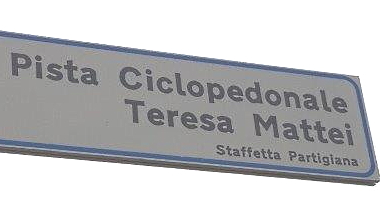 Pista Ciclopedonale
Teresa Mattei
Staffetta Partigiana